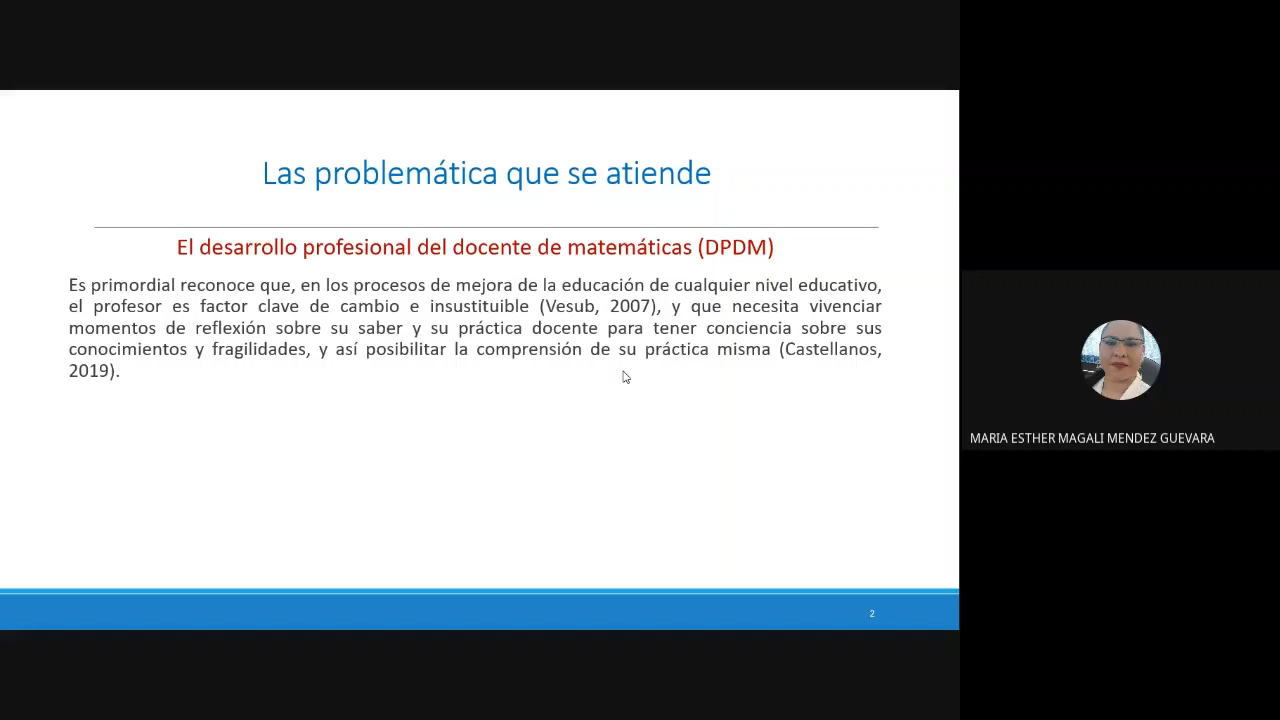 Las problemática que se atiende
El desarrollo profesional del docente de matemáticas (DPDM)
Es primordial reconoce que, en los procesos de mejora de la educación de cualquier nivel educativo,
el profesor es factor clave de cambio e insustituible (Vesub, 2007), y que necesita vivenciar
momentos de reflexión sobre su saber y su práctica docente para tener conciencia sobre sus
conocimientos y fragilidades, y así posibilitar la comprensión de su práctica misma (Castellanos,
2019).
MARIA ESTHER MAGALI MENDEZ GUEVARA
2